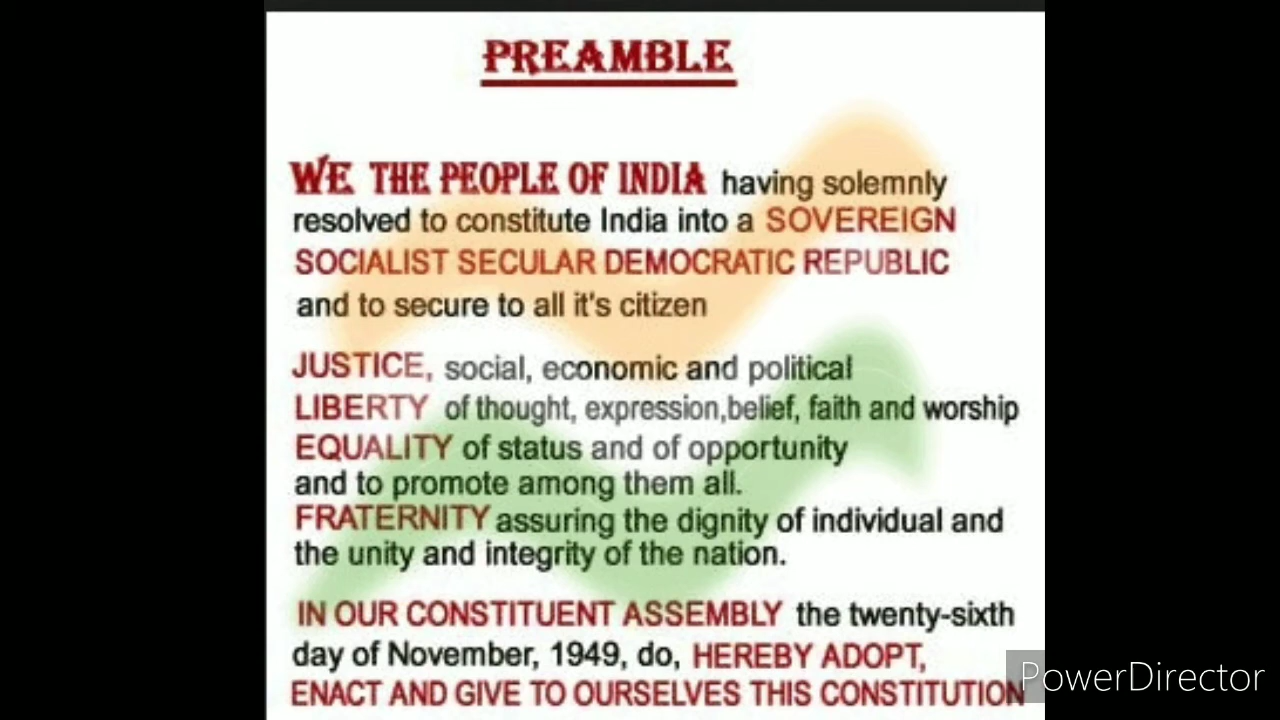 PREAMBLE
WE THE PEOPLE OF INDIA having solemnly
resolved to constitute India into a SOVEREIGN
SOCIALIST SECULAR DEMOCRATIC REPUBLIC
and to secure to all it's citizen
JUSTICE, social, economic and political
LIBERTY of thought, expression,belief, faith and worship
EQUALITY of status and of opportunity
and to promote among them all.
FRATERNITY assuring the dignity of individual and
the unity and integrity of the nation.
IN OUR CONSTITUENT ASSEMBLY the twenty-sixth
day of November, 1949, do, HEREBY ADOPT,
ENACT AND GIVE TO OURSELVES THIS CONSTITUTION
PowerDirector